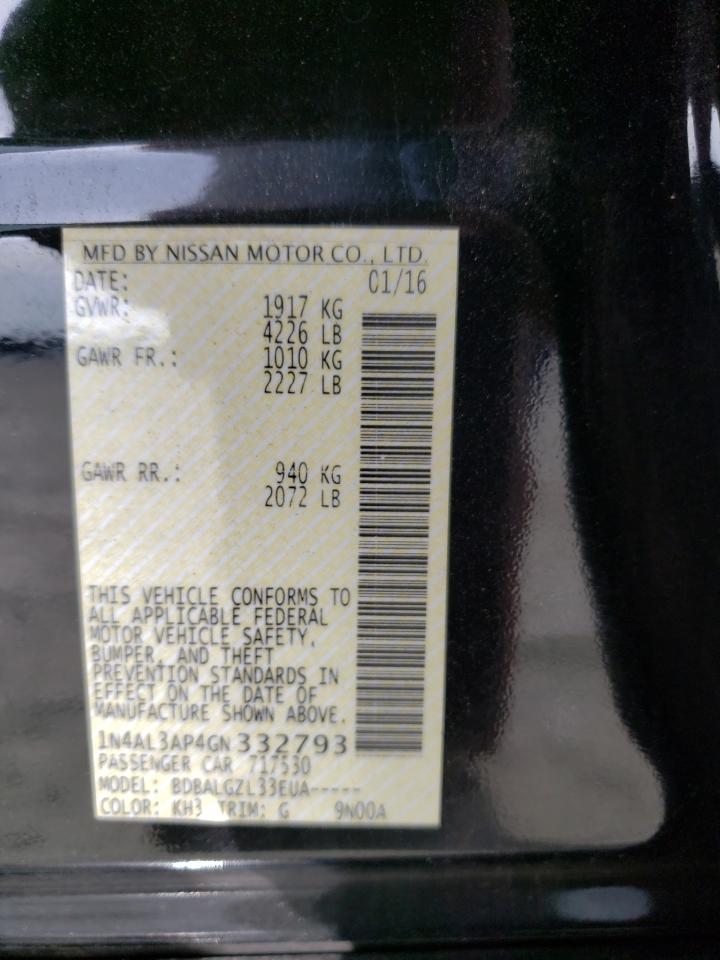 MFD BY NISSAN MOTOR CO., LTD.
DATE: 01/16
GVWR: 1917 KG
4226 LB
GAWR FR.: 1010 KG
2227 LB
GAWR RR.: 940 KG
2072 LB
THIS VEHICLE CONFORMS TO
ALL APPLICABLE FEDERAL
MOTOR VEHICLE SAFETY,
BUMPER, AND THEFT
PREVENTION STANDARDS IN
EFFECT ON THE DATE OF
MANUFACTURE SHOWN ABOVE.
1N4AL3AP4GN332793
PASSENGER CAR 717530
MODEL: BDBALGZL33EUA-----
COLOR: KH3 TRIM: G 9N00A